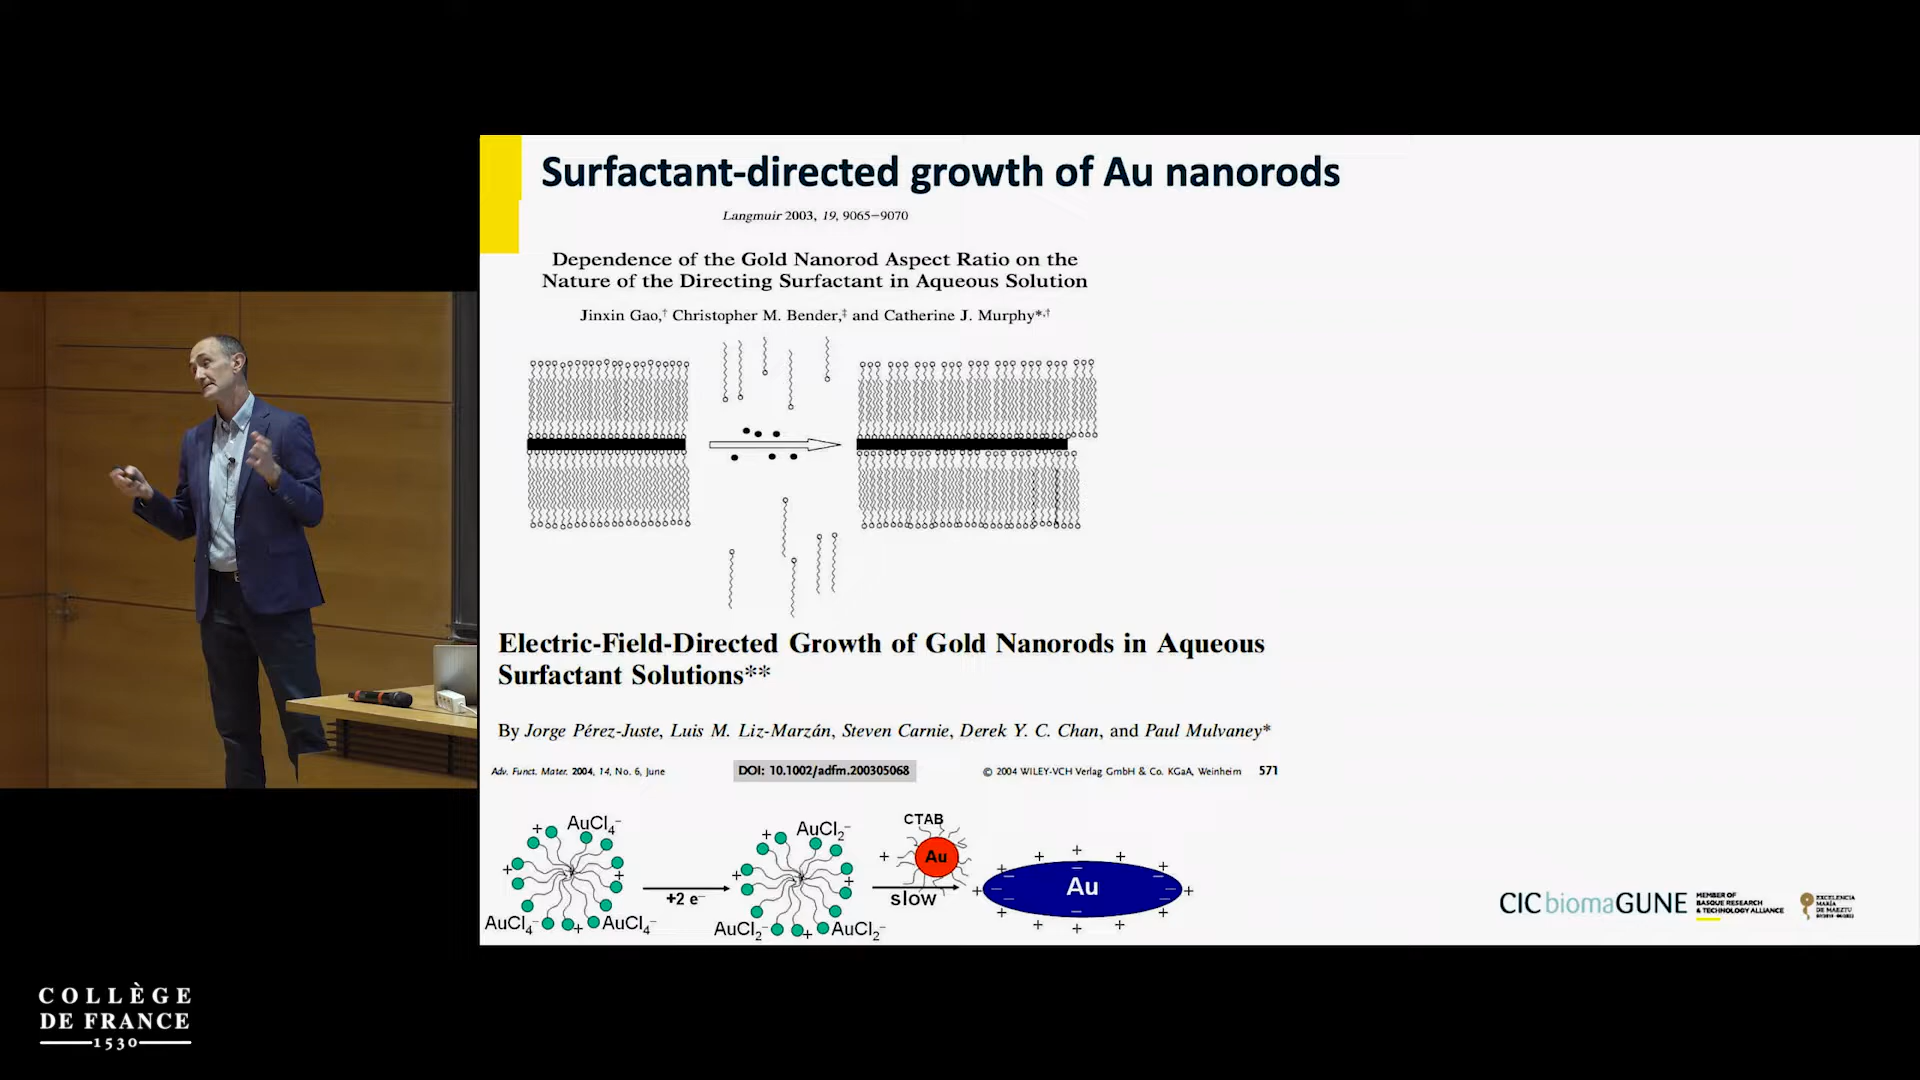 Surfactant-directed growth of Au nanorods
Langmuir 2003, 19, 9065–9070
Dependence of the Gold Nanorod Aspect Ratio on the
Nature of the Directing Surfactant in Aqueous Solution
Jinxin Gao,† Christopher M. Bender,‡ and Catherine J. Murphy*,†
Electric-Field-Directed Growth of Gold Nanorods in Aqueous
Surfactant Solutions**
By Jorge Pérez-Juste, Luis M. Liz-Marzán, Steven Carnie, Derek Y. C. Chan, and Paul Mulvaney*
Adv. Funct. Mater. 2004, 14, No. 6, June
DOI: 10.1002/adfm.200305068
© 2004 WILEY-VCH Verlag GmbH & Co. KGaA, Weinheim
571
AuCl4−
AuCl4−
AuCl4−
+2 e−
AuCl2−
AuCl2−
AuCl2−
CTAB
Au
slow
Au
CIC biomaGUNE
MEMBER OF
BASQUE RESEARCH
& TECHNOLOGY ALLIANCE
EXCELENCIA
MARÍA
DE MAEZTU
COLLÈGE
DE FRANCE
1530